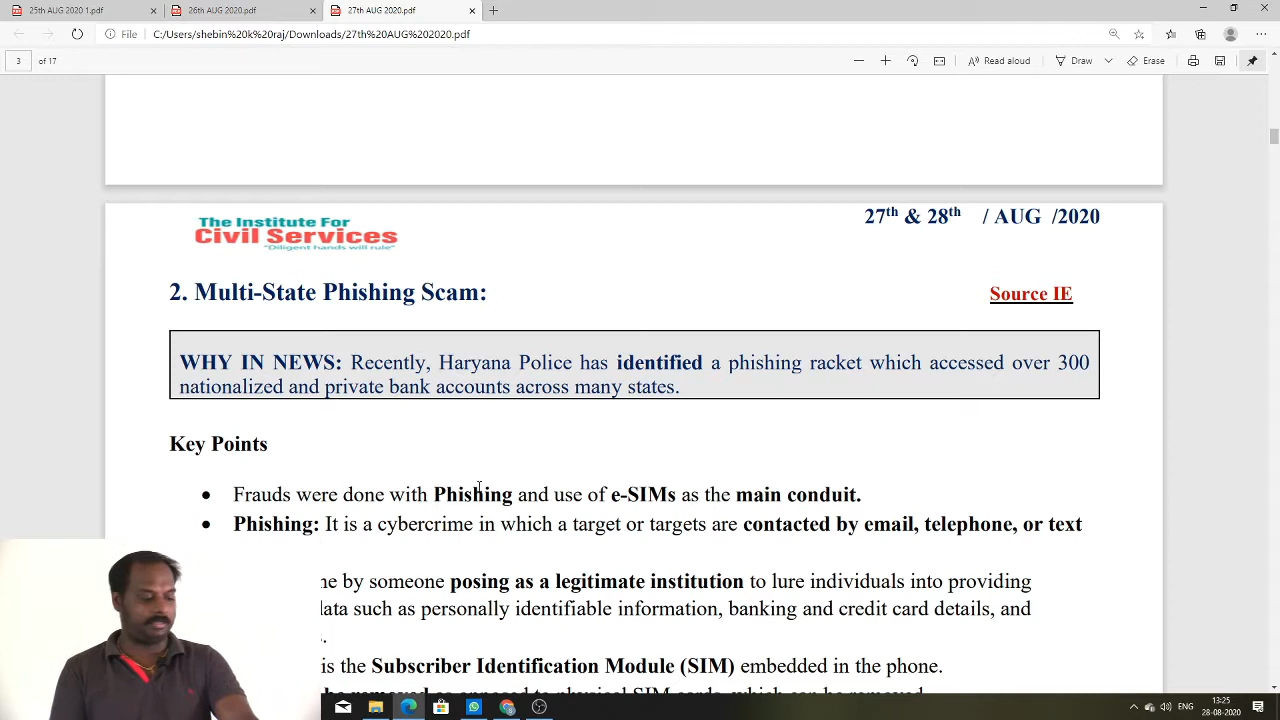 25th AUG 2020 1.pdf
26th AUG 2020.pdf
27th AUG 2020.pdf
File
C:/Users/shebin%20k%20raj/Downloads/27th%20AUG%202020.pdf
3 of 17
Read aloud
Draw
Erase
The Institute For
Civil Services
"Diligent hands will rule"
27th & 28th / AUG /2020
2. Multi-State Phishing Scam:
Source IE
WHY IN NEWS: Recently, Haryana Police has identified a phishing racket which accessed over 300
nationalized and private bank accounts across many states.
Key Points
• Frauds were done with Phishing and use of e-SIMs as the main conduit.
• Phishing: It is a cybercrime in which a target or targets are contacted by email, telephone, or text
by someone posing as a legitimate institution to lure individuals into providing
such as personally identifiable information, banking and credit card details, and
is the Subscriber Identification Module (SIM) embedded in the phone.
ENG
13:25
28-08-2020